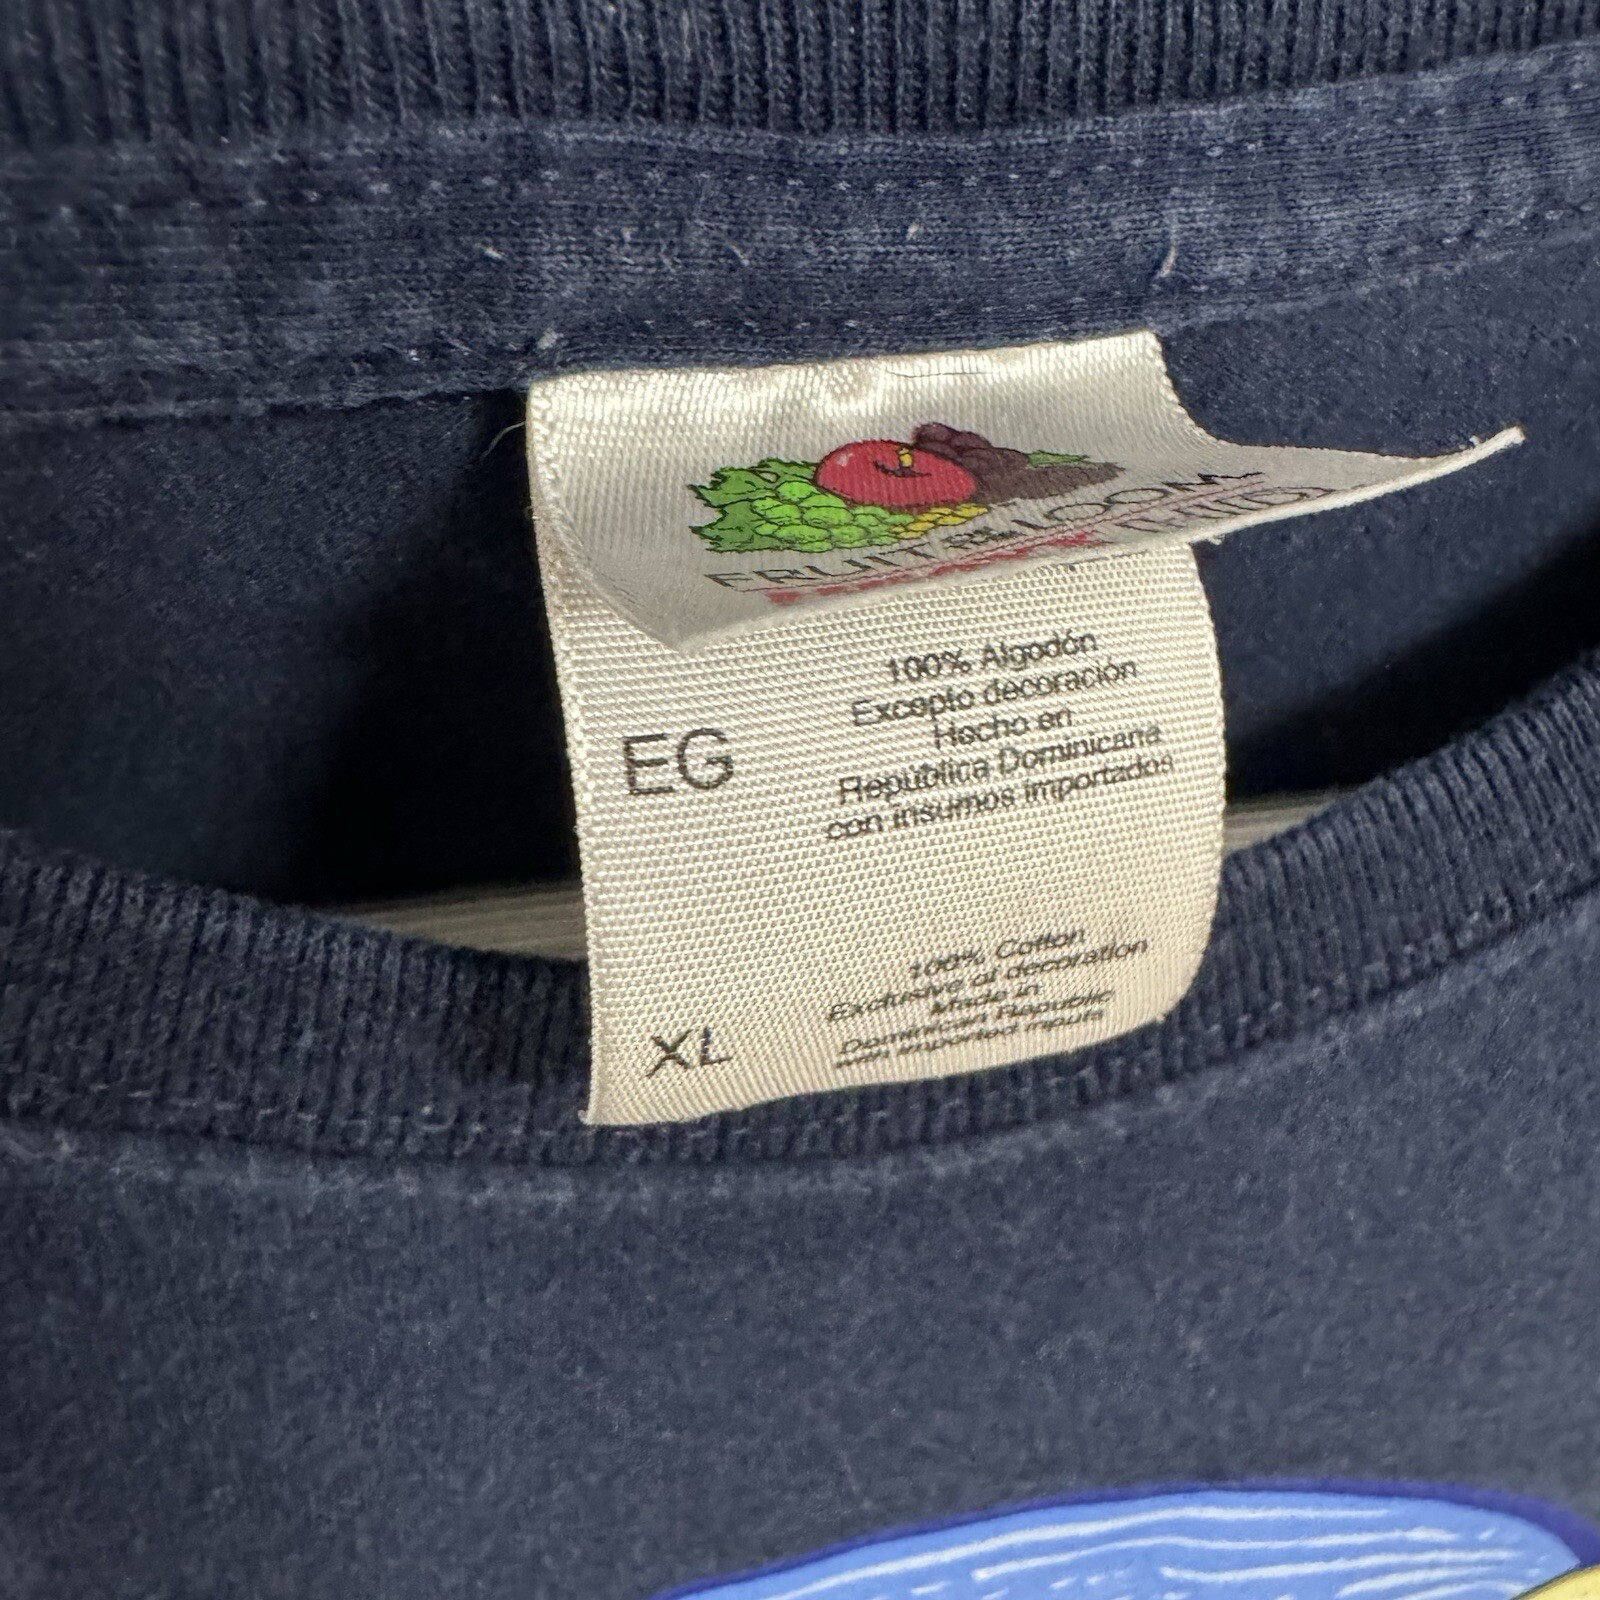 FRUIT OF THE LOOM
100% Algodón
Excepto decoración
Hecho en
República Dominicana
con insumos importados
EG
100% Cotton
Exclusive of decoration
Made in
Dominican Republic
with imported inputs
XL